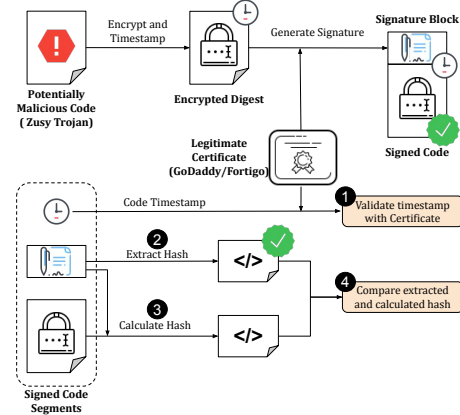 Signature Block
Encrypt and
Timestamp
Generate Signature
Potentially
Malicious Code
( Zusy Trojan)
Encrypted Digest
Signed Code
Legitimate
Certificate
(GoDaddy/Fortigo)
Code Timestamp
1
Validate timestamp
with Certificate
2
Extract Hash
</>
3
Calculate Hash
</>
4
Compare extracted
and calculated hash
Signed Code
Segments